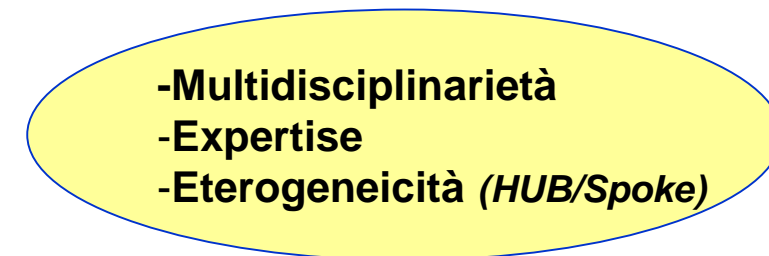 -Multidisciplinarietà
-Expertise
-Eterogeneicità (HUB/Spoke)